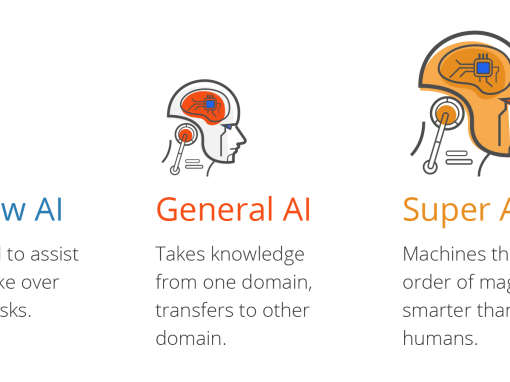 w AI
General AI
Super A
to assist
ke over
sks.
Takes knowledge
from one domain,
transfers to other
domain.
Machines th
order of mag
smarter than
humans.